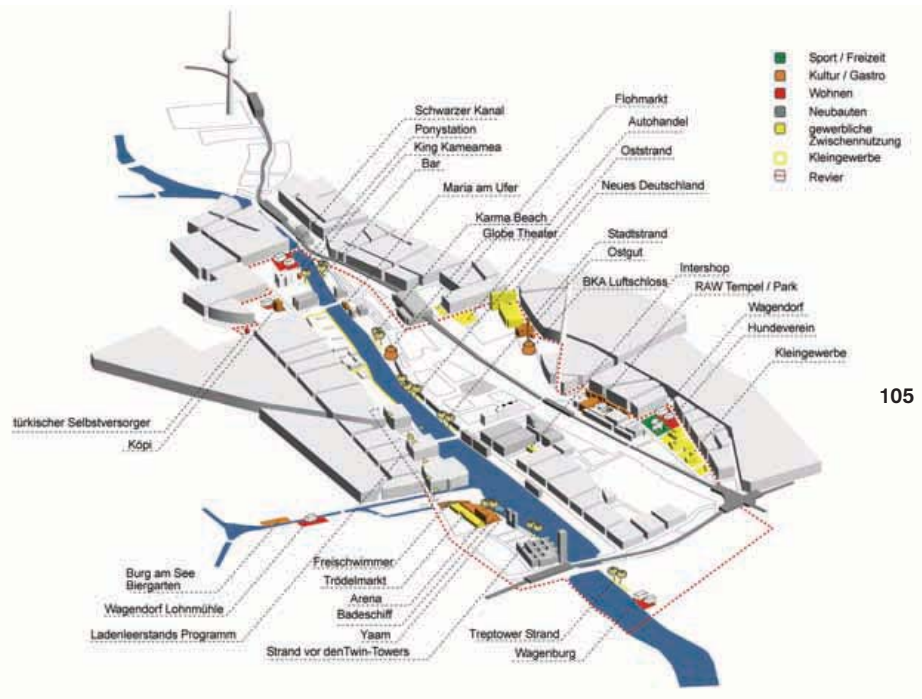 Sport / Freizeit
Kultur / Gastro
Wohnen
Neubauten
gewerbliche
Zwischennutzung
Kleingewerbe
Revier
Schwarzer Kanal
Ponystation
King Kameamea
Bar
Maria am Ufer
Karma Beach
Globe Theater
Flohmarkt
Autohandel
Oststrand
Neues Deutschland
Stadtstrand
Ostgut
BKA Luftschloss
Intershop
RAW Tempel / Park
Wagendorf
Hundeverein
Kleingewerbe
105
türkischer Selbstversorger
Köpi
Burg am See
Biergarten
Wagendorf Lohmühle
Ladenleerstands Programm
Freischwimmer
Trödelmarkt
Arena
Badeschiff
Yaam
Strand vor denTwin-Towers
Treptower Strand
Wagenburg